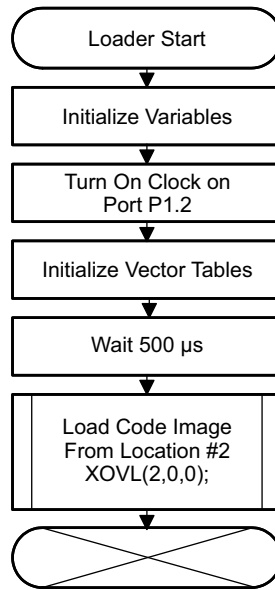 Loader Start
Initialize Variables
Turn On Clock on
Port P1.2
Initialize Vector Tables
Wait 500 µs
Load Code Image
From Location #2
XOVL(2,0,0);